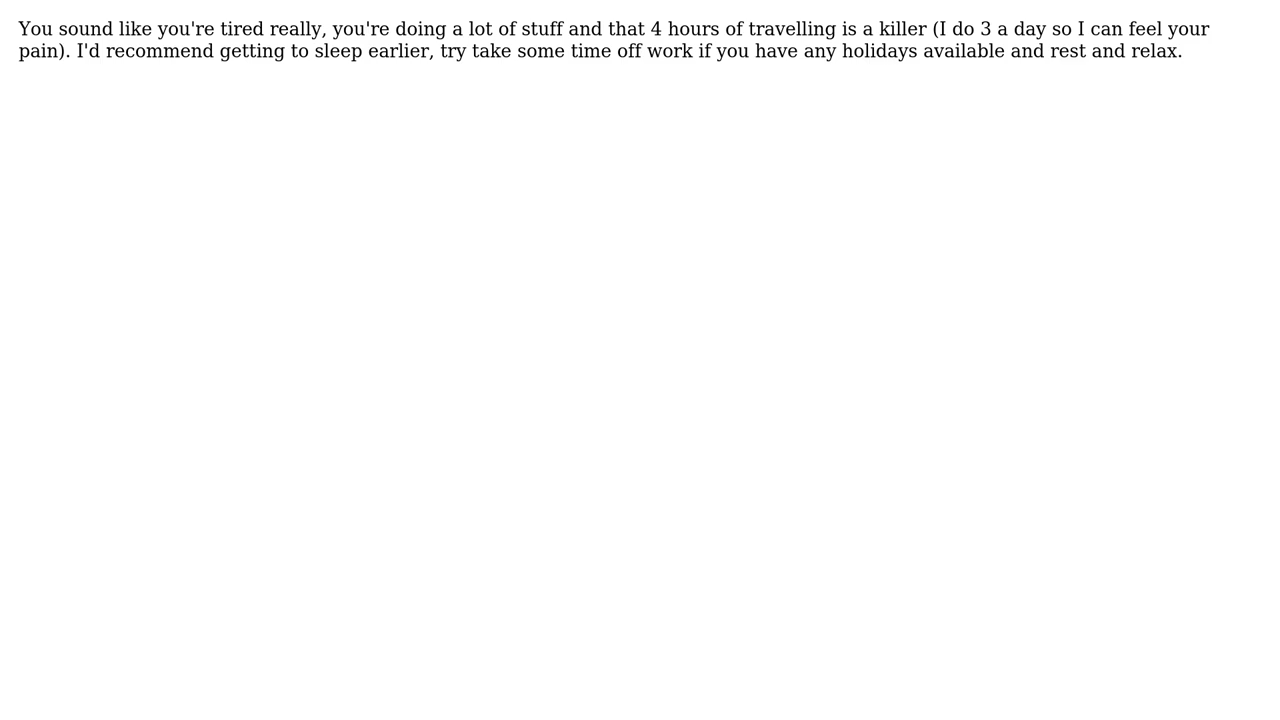 You sound like you're tired really, you're doing a lot of stuff and that 4 hours of travelling is a killer (I do 3 a day so I can feel your
pain). I'd recommend getting to sleep earlier, try take some time off work if you have any holidays available and rest and relax.